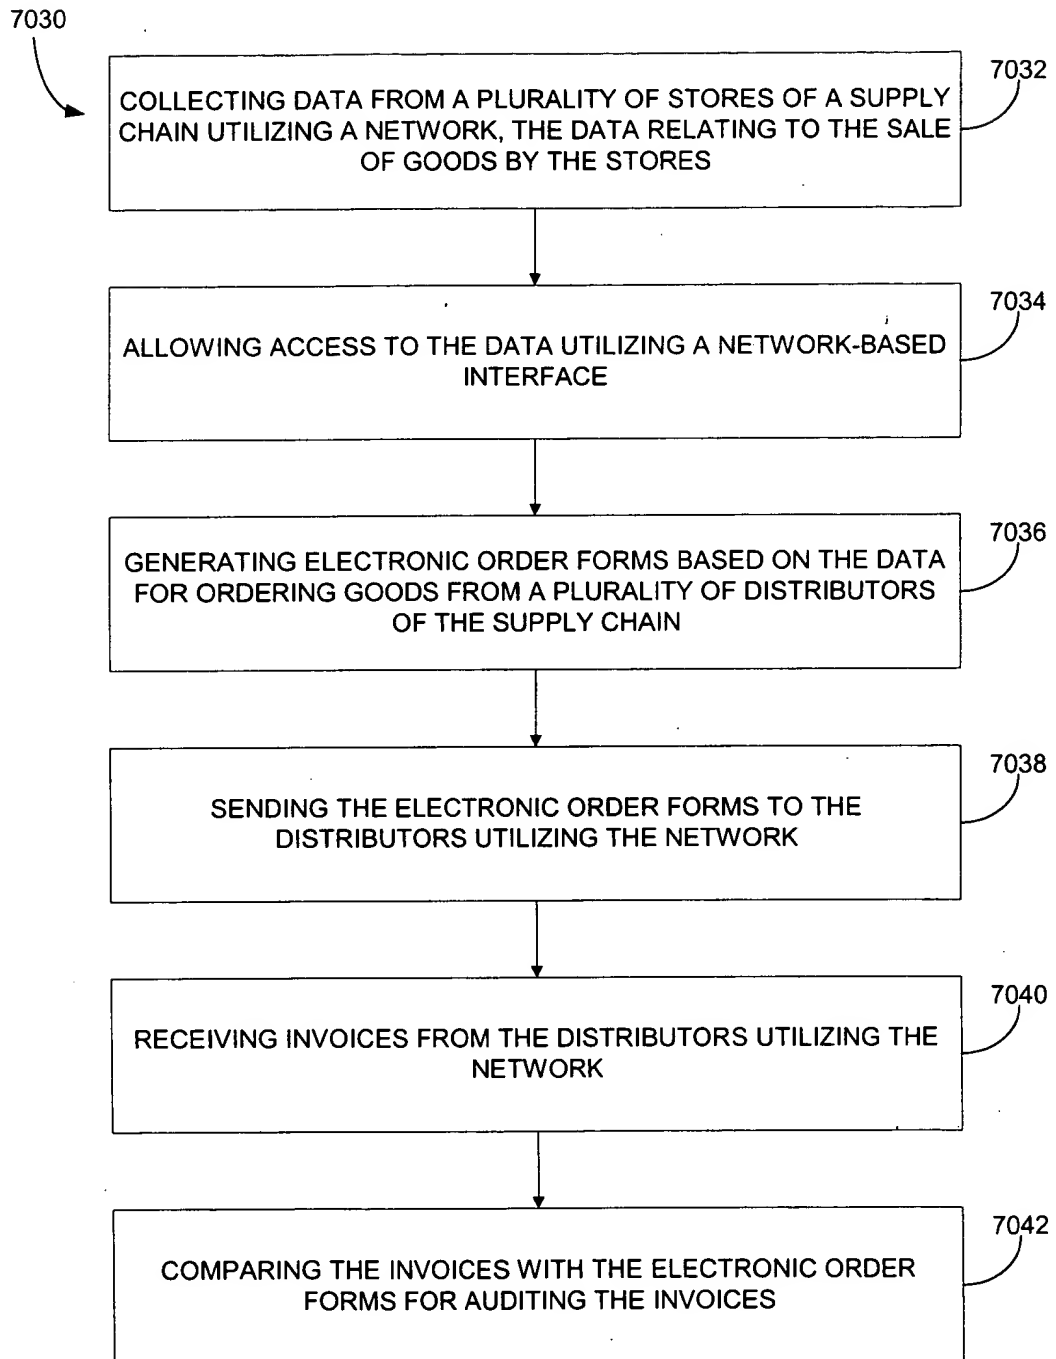 7030
7032
COLLECTING DATA FROM A PLURALITY OF STORES OF A SUPPLY
CHAIN UTILIZING A NETWORK, THE DATA RELATING TO THE SALE
OF GOODS BY THE STORES
7034
ALLOWING ACCESS TO THE DATA UTILIZING A NETWORK-BASED
INTERFACE
7036
GENERATING ELECTRONIC ORDER FORMS BASED ON THE DATA
FOR ORDERING GOODS FROM A PLURALITY OF DISTRIBUTORS
OF THE SUPPLY CHAIN
7038
SENDING THE ELECTRONIC ORDER FORMS TO THE
DISTRIBUTORS UTILIZING THE NETWORK
7040
RECEIVING INVOICES FROM THE DISTRIBUTORS UTILIZING THE
NETWORK
7042
COMPARING THE INVOICES WITH THE ELECTRONIC ORDER
FORMS FOR AUDITING THE INVOICES